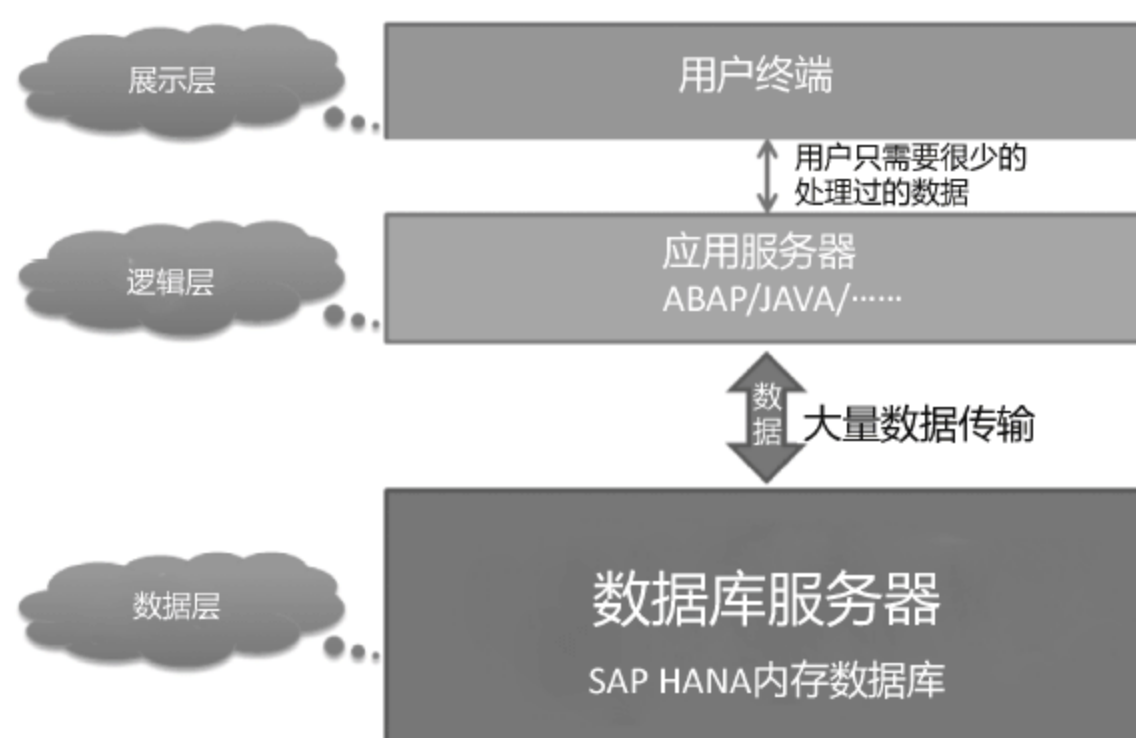 展示层
用户终端
用户只需要很少的
处理过的数据
逻辑层
应用服务器
ABAP/JAVA/……
数
据
大量数据传输
数据层
数据库服务器
SAP HANA内存数据库